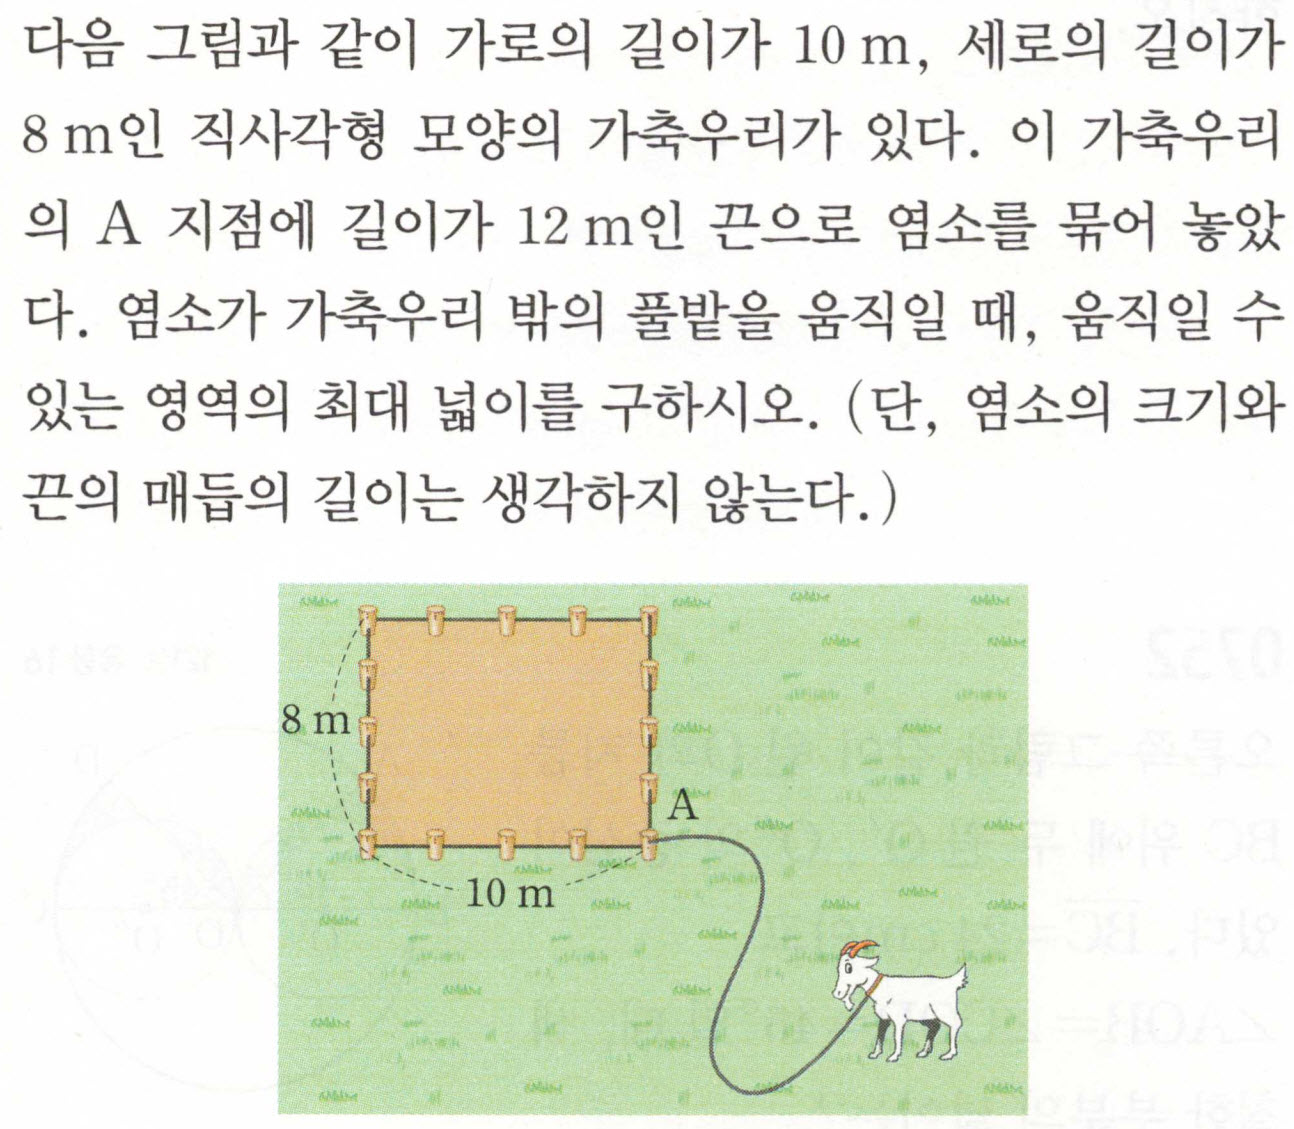 다음 그림과 같이 가로의 길이가 10 m, 세로의 길이가
8 m인 직사각형 모양의 가축우리가 있다. 이 가축우리
의 A 지점에 길이가 12 m인 끈으로 염소를 묶어 놓았
다. 염소가 가축우리 밖의 풀밭을 움직일 때, 움직일 수
있는 영역의 최대 넓이를 구하시오. (단, 염소의 크기와
끈의 매듭의 길이는 생각하지 않는다.)
8 m
A
10 m